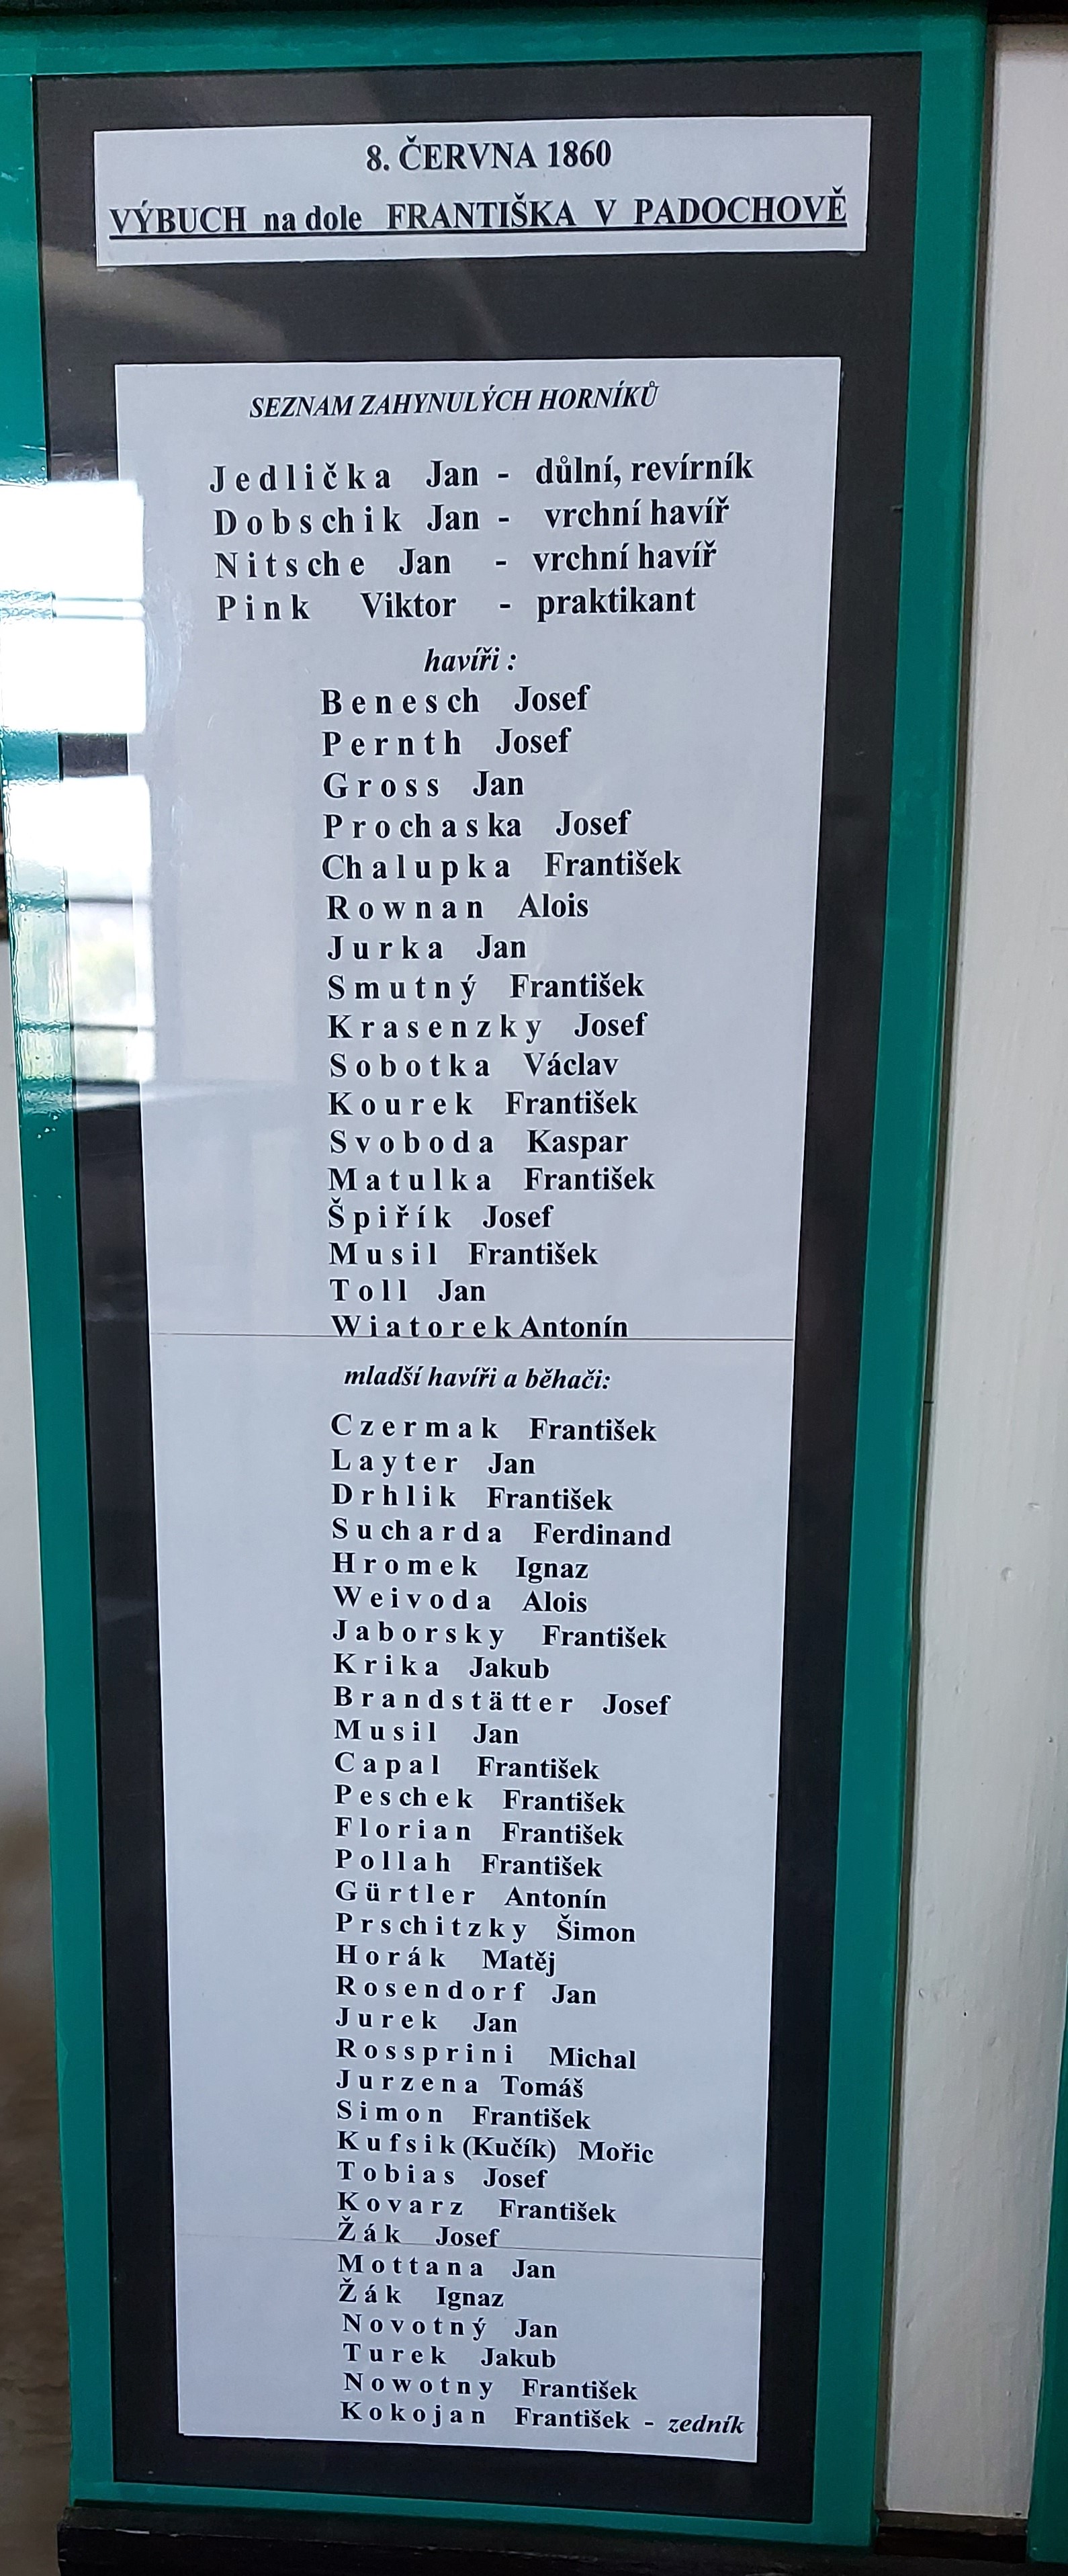 8. ČERVNA 1860
VÝBUCH na dole FRANTIŠKA V PADOCHOVĚ
SEZNAM ZAHYNULÝCH HORNÍKŮ
Jedlička Jan - důlní, revírník
Dobschik Jan - vrchní havíř
Nitsche Jan - vrchní havíř
Pink Viktor - praktikant
havíři :
Benesch Josef
Pernth Josef
Gross Jan
Prochaska Josef
Chalupka František
Rownan Alois
Jurka Jan
Smutný František
Krasenzky Josef
Sobotka Václav
Kourek František
Svoboda Kaspar
Matulka František
Špiřík Josef
Musil František
Toll Jan
Wiatorek Antonín
mladší havíři a běhači:
Czermak František
Layter Jan
Drhlik František
Sucharda Ferdinand
Hromek Ignaz
Weivoda Alois
Jaborsky František
Krika Jakub
Brandstätter Josef
Musil Jan
Capal František
Peschek František
Florian František
Pollah František
Gürtler Antonín
Prschitzky Šimon
Horák Matěj
Rosendorf Jan
Jurek Jan
Rossprini Michal
Jurzena Tomáš
Simon František
Kufsik (Kučík) Mořic
Tobias Josef
Kovarz František
Žák Josef
Mottana Jan
Žák Ignaz
Novotný Jan
Turek Jakub
Nowotny František
Kokojan František - zedník